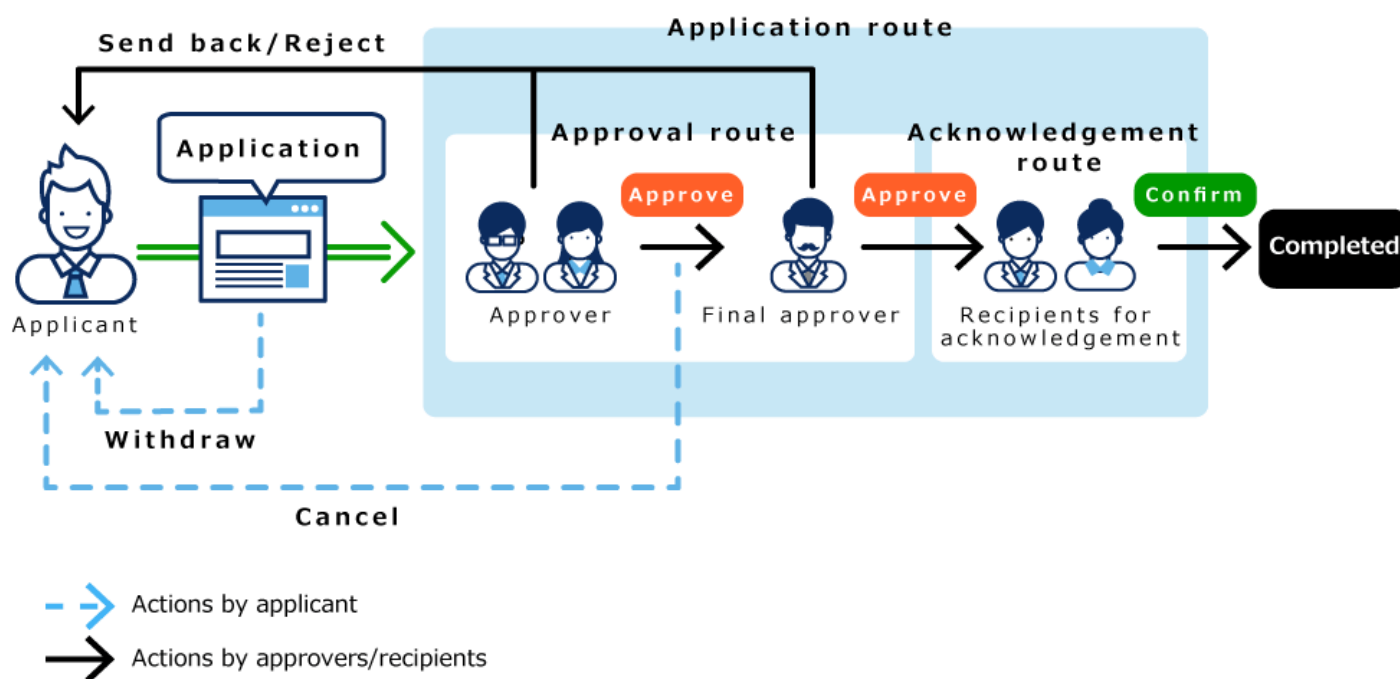 Application route
Send back/Reject
Application
Approval route
Acknowledgement
route
Approve
Approve
Confirm
Completed
Applicant
Approver
Final approver
Recipients for
acknowledgement
Withdraw
Cancel
Actions by applicant
Actions by approvers/recipients